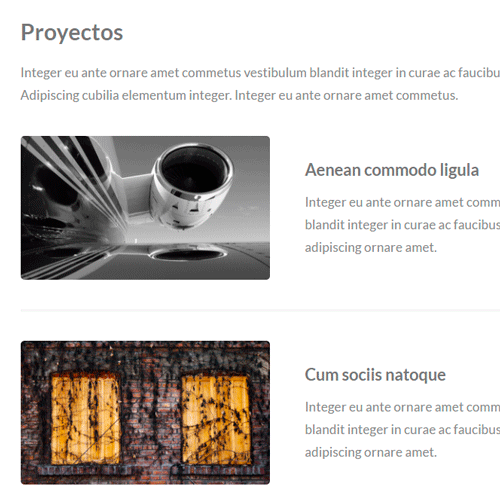 Proyectos
Integer eu ante ornare amet commetus vestibulum blandit integer in curae ac faucibu
Adipiscing cubilia elementum integer. Integer eu ante ornare amet commetus.
Aenean commodo ligula
Integer eu ante ornare amet comm
blandit integer in curae ac faucibus
adipiscing ornare amet.
Cum sociis natoque
Integer eu ante ornare amet comm
blandit integer in curae ac faucibus
adipiscing ornare amet.